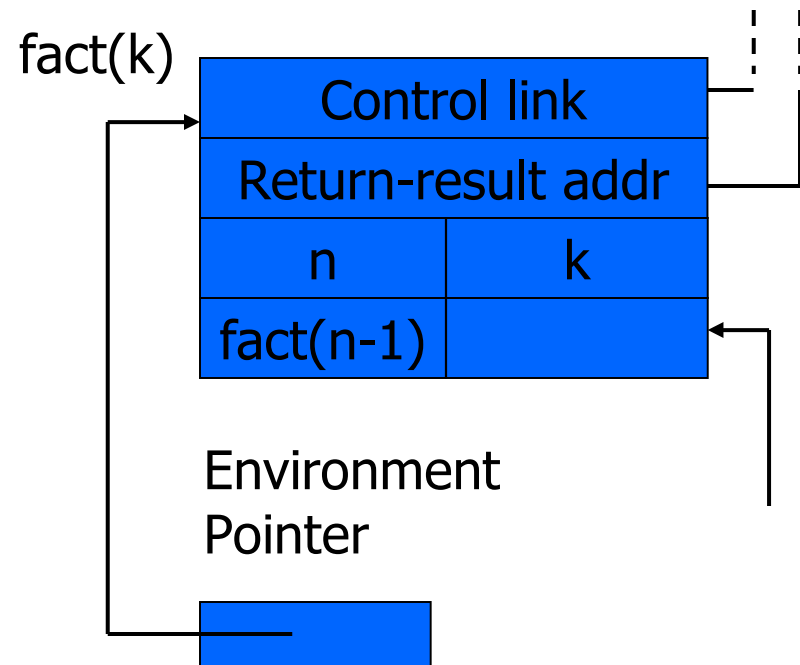 fact(k)
Control link
Return-result addr
n
k
fact(n-1)
Environment
Pointer